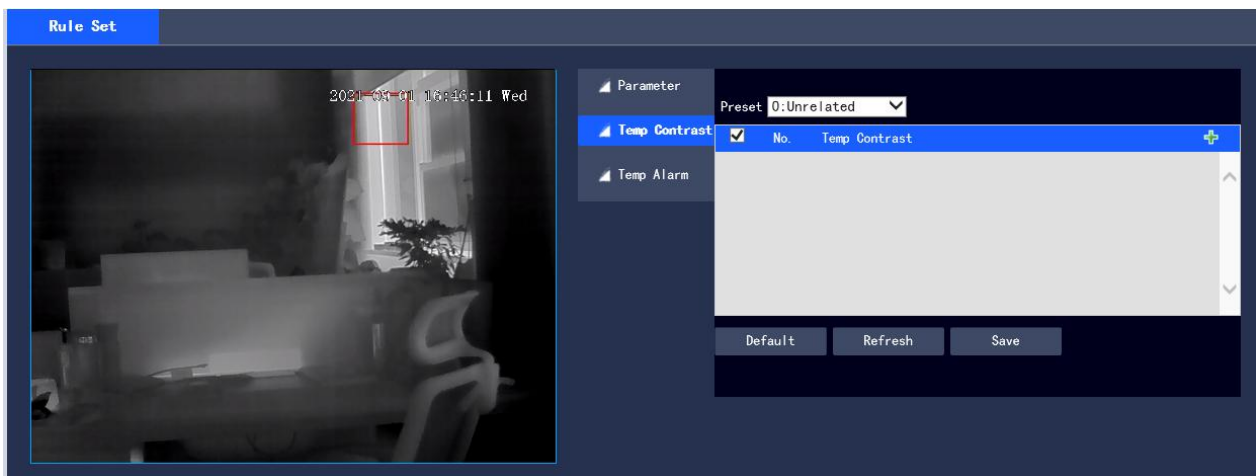 Rule Set
2021-09-01 16:46:11 Wed
Parameter
Temp Contrast
Temp Alarm
Preset 0:Unrelated
No. Temp Contrast
Default Refresh Save